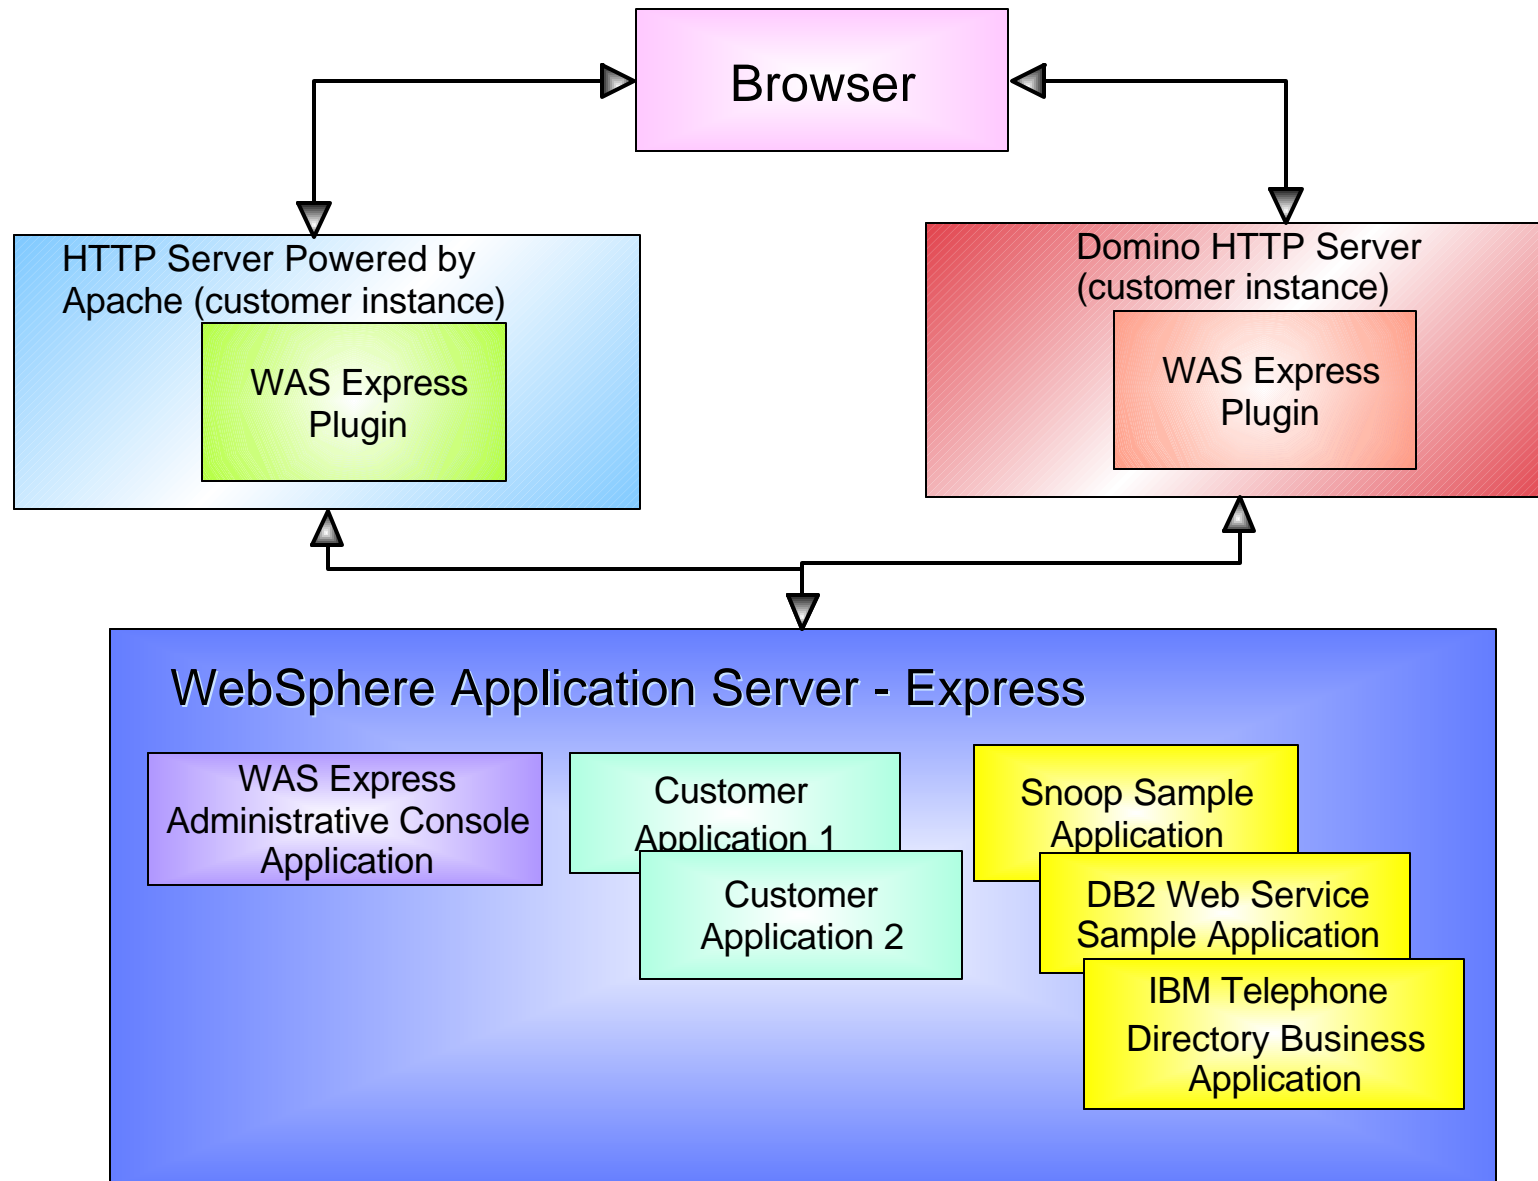 Browser
HTTP Server Powered by
Apache (customer instance)
WAS Express
Plugin
Domino HTTP Server
(customer instance)
WAS Express
Plugin
WebSphere Application Server - Express
WAS Express
Administrative Console
Application
Customer
Application 1
Customer
Application 2
Snoop Sample
Application
DB2 Web Service
Sample Application
IBM Telephone
Directory Business
Application